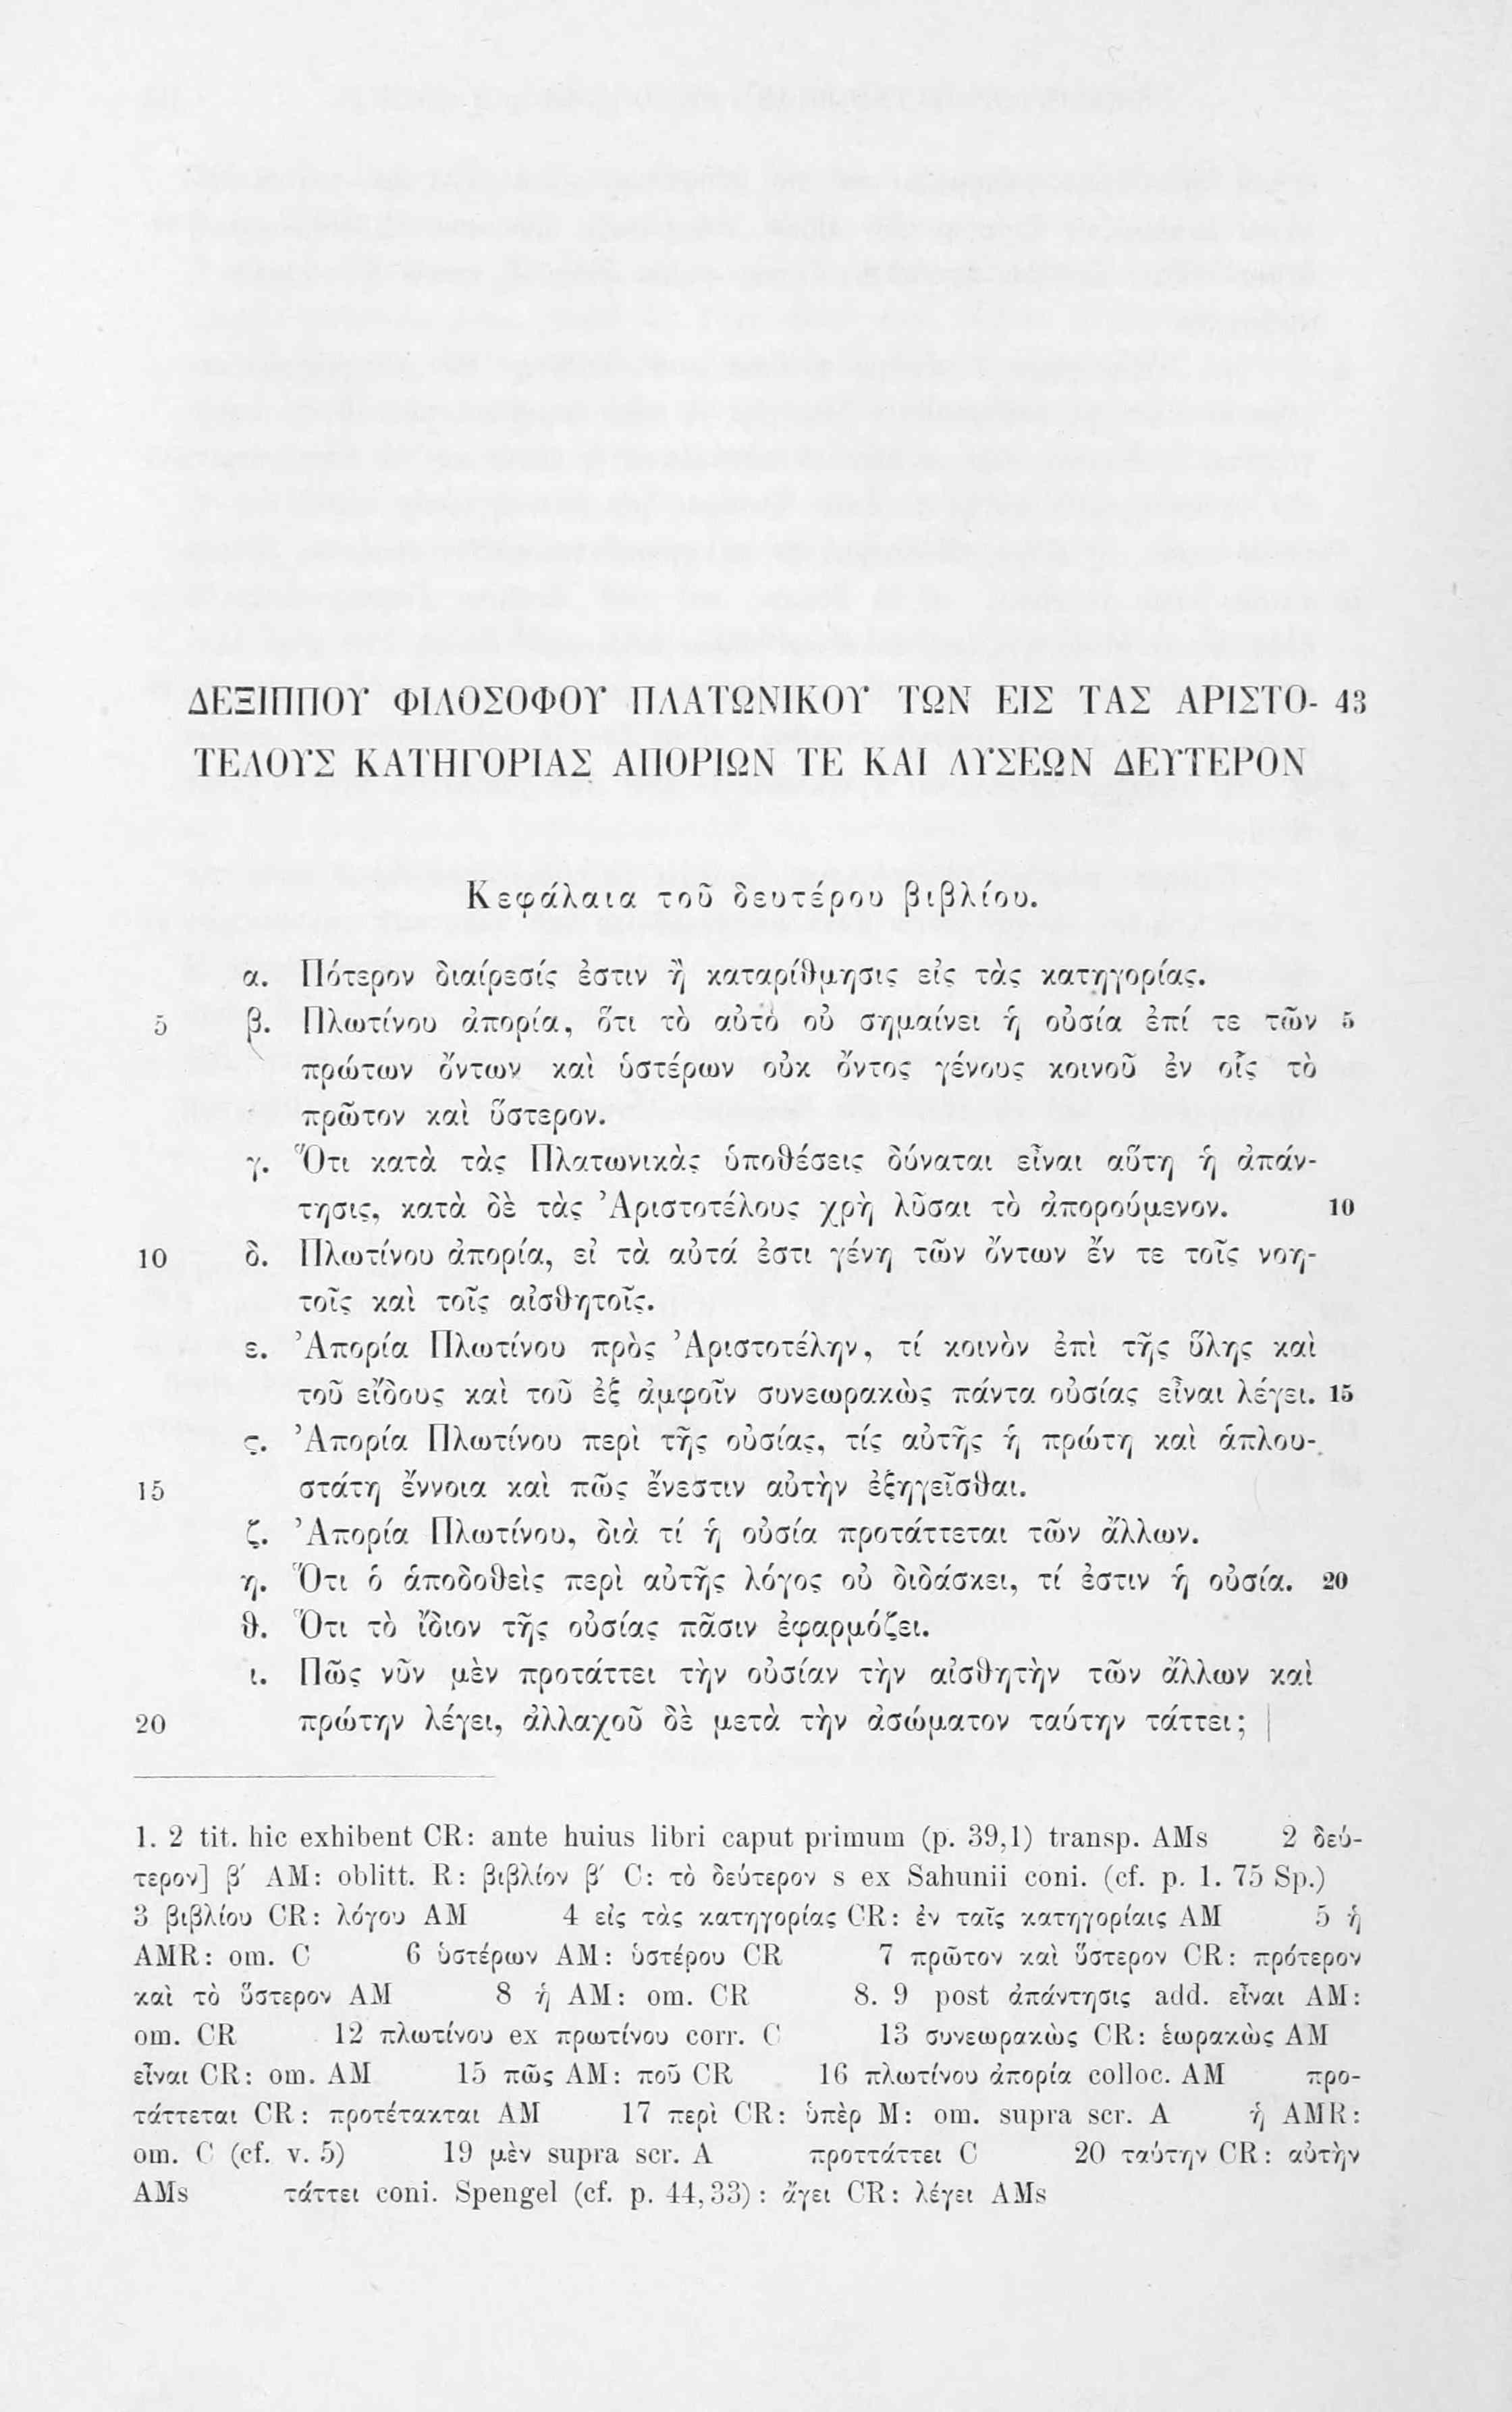 ΔΕΞΙΠΠΟΥ ΦΙΛΟΣΟΦΟΥ ΠΛΑΤΩΝΙΚΟΥ ΤΩΝ ΕΙΣ ΤΑΣ ΑΡΙΣΤΟ- 43
ΤΕΛΟΥΣ ΚΑΤΗΓΟΡΙΑΣ ΑΠΟΡΙΩΝ ΤΕ ΚΑΙ ΛΥΣΕΩΝ ΔΕΥΤΕΡΟΝ
Κεφάλαια τοῦ δευτέρου βιβλίου.
α. Πότερον διαίρεσίς ἐστιν ἢ καταρίθμησις εἰς τὰς κατηγορίας.
5 β. Πλωτίνου ἀπορία, ὅτι τὸ αὐτὸ οὐ σημαίνει ἡ οὐσία ἐπί τε τῶν 5
πρώτων ὄντων καὶ ὑστέρων οὐκ ὄντος γένους κοινοῦ ἐν οἷς τὸ
πρῶτον καὶ ὕστερον.
γ. Ὅτι κατὰ τὰς Πλατωνικὰς ὑποθέσεις δύναται εἶναι αὕτη ἡ ἀπάν-
τησις, κατὰ δὲ τὰς Ἀριστοτέλους χρὴ λῦσαι τὸ ἀπορούμενον. 10
10 δ. Πλωτίνου ἀπορία, εἰ τὰ αὐτά ἐστι γένη τῶν ὄντων ἔν τε τοῖς νοη-
τοῖς καὶ τοῖς αἰσθητοῖς.
ε. Ἀπορία Πλωτίνου πρὸς Ἀριστοτέλην, τί κοινὸν ἐπὶ τῆς ὕλης καὶ
τοῦ εἴδους καὶ τοῦ ἐξ ἀμφοῖν συνεωρακὼς πάντα οὐσίας εἶναι λέγει. 15
ϛ. Ἀπορία Πλωτίνου περὶ τῆς οὐσίας, τίς αὐτῆς ἡ πρώτη καὶ ἁπλου-
15 στάτη ἔννοια καὶ πῶς ἔνεστιν αὐτὴν ἐξηγεῖσθαι.
ζ. Ἀπορία Πλωτίνου, διὰ τί ἡ οὐσία προτάττεται τῶν ἄλλων.
η. Ὅτι ὁ ἀποδοθεὶς περὶ αὐτῆς λόγος οὐ διδάσκει, τί ἐστιν ἡ οὐσία. 20
θ. Ὅτι τὸ ἴδιον τῆς οὐσίας πᾶσιν ἐφαρμόζει.
ι. Πῶς νῦν μὲν προτάττει τὴν οὐσίαν τὴν αἰσθητὴν τῶν ἄλλων καὶ
20 πρώτην λέγει, ἀλλαχοῦ δὲ μετὰ τὴν ἀσώματον ταύτην τάττει; |
1. 2 tit. hic exhibent CR: ante huius libri caput primum (p. 39,1) transp. AMs 2 δεύ-
τερον] β′ AM: oblitt. R: βιβλίον β′ C: τὸ δεύτερον s ex Sahunii coni. (cf. p. 1. 75 Sp.)
3 βιβλίου CR: λόγου AM 4 εἰς τὰς κατηγορίας CR: ἐν ταῖς κατηγορίαις AM 5 ἡ
AMR: om. C 6 ὑστέρων AM: ὑστέρου CR 7 πρῶτον καὶ ὕστερον CR: πρότερον
καὶ τὸ ὕστερον AM 8 ἡ AM: om. CR 8. 9 post ἀπάντησις add. εἶναι AM:
om. CR 12 πλωτίνου ex πρωτίνου corr. C 13 συνεωρακὼς CR: ἑωρακὼς AM
εἶναι CR: om. AM 15 πῶς AM: ποῦ CR 16 πλωτίνου ἀπορία colloc. AM προ-
τάττεται CR: προτέτακται AM 17 περὶ CR: ὑπὲρ M: om. supra scr. A ἡ AMR:
om. C (cf. v. 5) 19 μὲν supra scr. A προττάττει C 20 ταύτην CR: αὐτὴν
AMs τάττει coni. Spengel (cf. p. 44,33): ἄγει CR: λέγει AMs